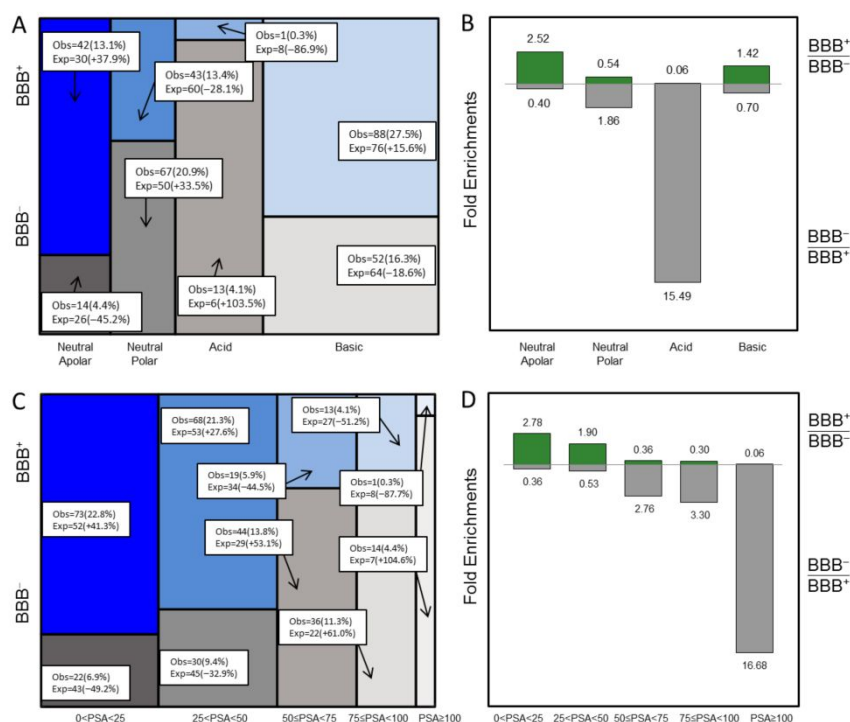 A
BBB⁺
BBB⁻
Obs=42(13.1%)
Exp=30(+37.9%)
Obs=43(13.4%)
Exp=60(−28.1%)
Obs=1(0.3%)
Exp=8(−86.9%)
Obs=88(27.5%)
Exp=76(+15.6%)
Obs=67(20.9%)
Exp=50(+33.5%)
Obs=14(4.4%)
Exp=26(−45.2%)
Obs=13(4.1%)
Exp=6(+103.5%)
Obs=52(16.3%)
Exp=64(−18.6%)
Neutral
Apolar
Neutral
Polar
Acid
Basic
B
Fold Enrichments
2.52
0.54
0.06
1.42
0.40
1.86
0.70
15.49
BBB⁺
BBB⁻
BBB⁻
BBB⁺
Neutral
Apolar
Neutral
Polar
Acid
Basic
C
BBB⁺
BBB⁻
Obs=68(21.3%)
Exp=53(+27.6%)
Obs=13(4.1%)
Exp=27(−51.2%)
Obs=19(5.9%)
Exp=34(−44.5%)
Obs=1(0.3%)
Exp=8(−87.7%)
Obs=73(22.8%)
Exp=52(+41.3%)
Obs=44(13.8%)
Exp=29(+53.1%)
Obs=14(4.4%)
Exp=7(+104.6%)
Obs=36(11.3%)
Exp=22(+61.0%)
Obs=22(6.9%)
Exp=43(−49.2%)
Obs=30(9.4%)
Exp=45(−32.9%)
0<PSA<25
25<PSA<50
50≤PSA<75
75≤PSA<100
PSA≥100
D
Fold Enrichments
2.78
1.90
0.36
0.30
0.06
0.36
0.53
2.76
3.30
16.68
BBB⁺
BBB⁻
BBB⁻
BBB⁺
0<PSA<25
25<PSA<50
50≤PSA<75
75≤PSA<100
PSA≥100